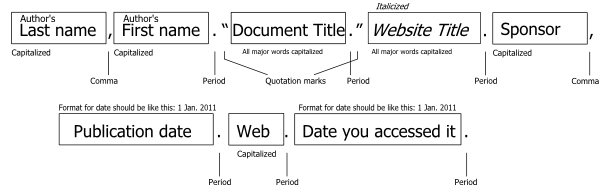 Italicized
Author's Author's
Last name , First name . “ Document Title . ” Website Title . Sponsor ,
Capitalized Capitalized All major words capitalized All major words capitalized Capitalized
Comma Period Quotation marks Period Period Comma
Format for date should be like this: 1 Jan. 2011 Format for date should be like this: 1 Jan. 2011
Publication date . Web . Date you accessed it .
Capitalized
Period Period Period